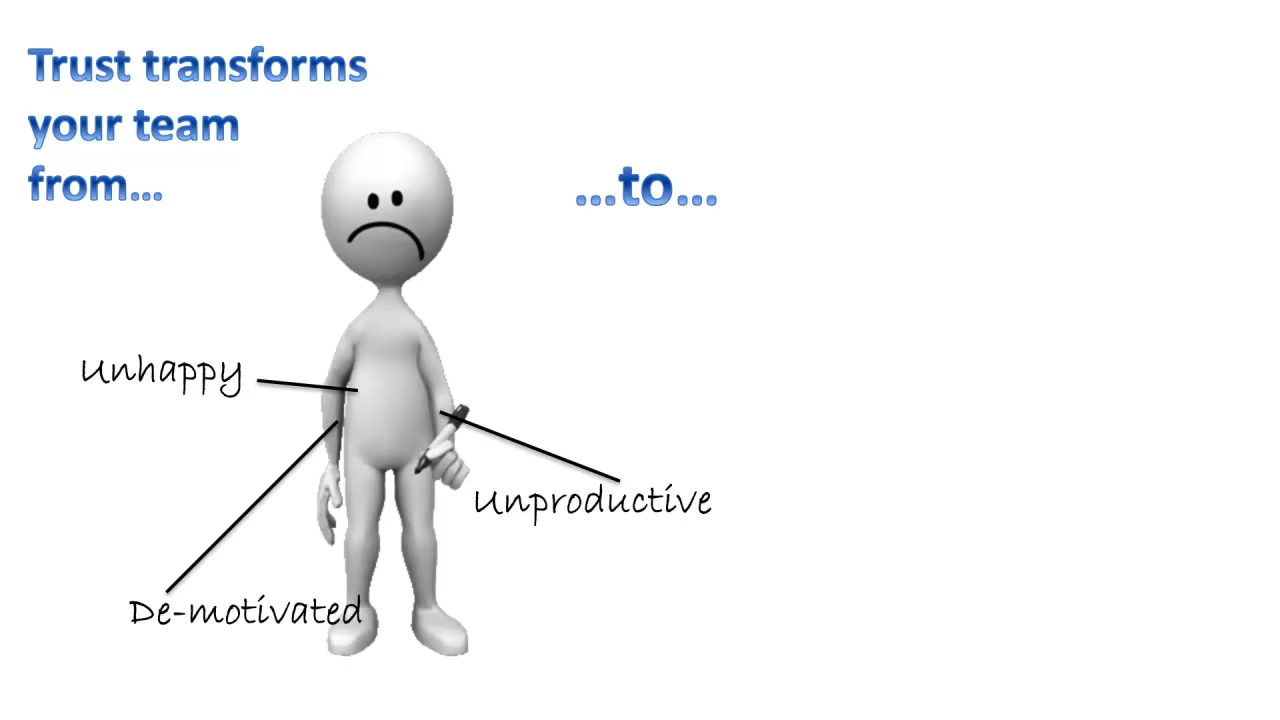 Trust transforms
your team
from...
...to...
Unhappy
Unproductive
De-motivated